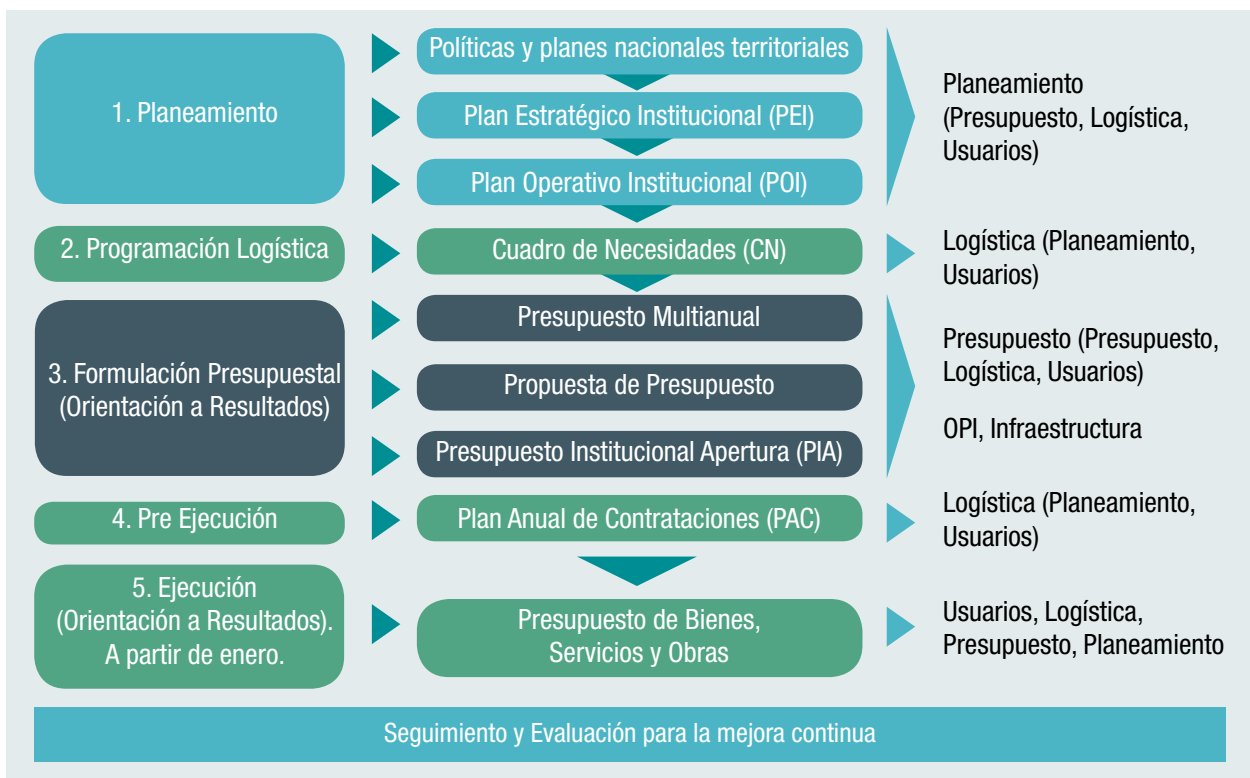 1. Planeamiento
Políticas y planes nacionales territoriales
Plan Estratégico Institucional (PEI)
Plan Operativo Institucional (POI)
Planeamiento
(Presupuesto, Logística,
Usuarios)
2. Programación Logística
Cuadro de Necesidades (CN)
Logística (Planeamiento,
Usuarios)
3. Formulación Presupuestal
(Orientación a Resultados)
Presupuesto Multianual
Propuesta de Presupuesto
Presupuesto Institucional Apertura (PIA)
Presupuesto (Presupuesto,
Logística, Usuarios)
OPI, Infraestructura
4. Pre Ejecución
Plan Anual de Contrataciones (PAC)
Logística (Planeamiento,
Usuarios)
5. Ejecución
(Orientación a Resultados).
A partir de enero.
Presupuesto de Bienes,
Servicios y Obras
Usuarios, Logística,
Presupuesto, Planeamiento
Seguimiento y Evaluación para la mejora continua